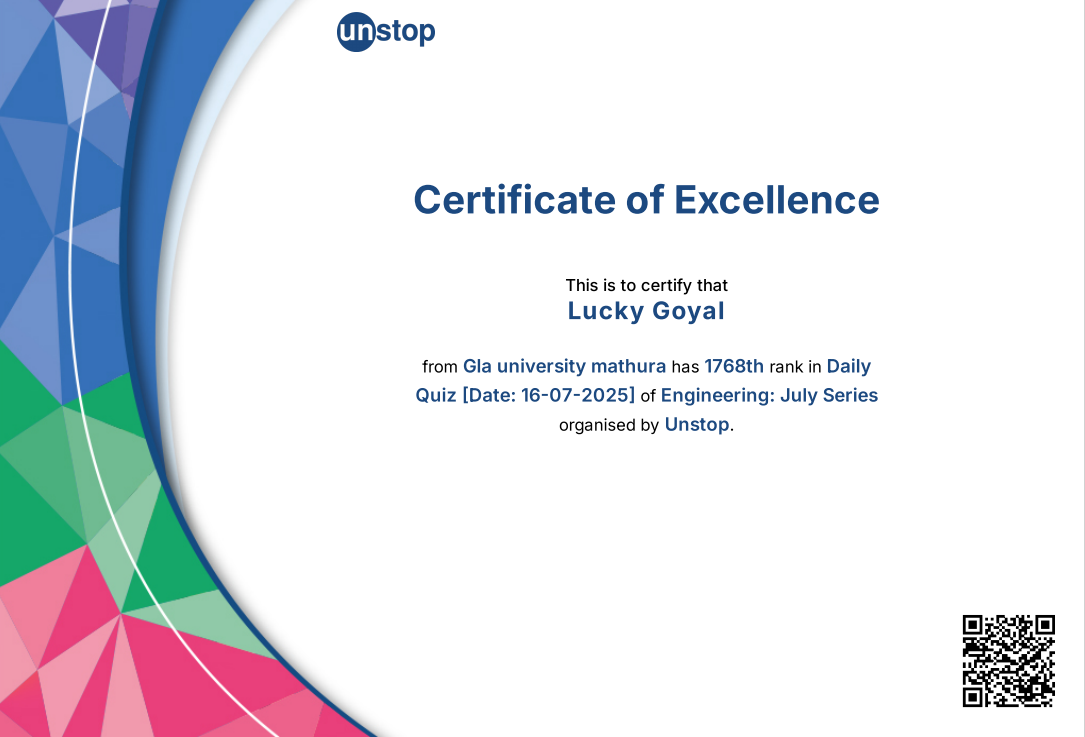 unstop
Certificate of Excellence
This is to certify that
Lucky Goyal
from Gla university mathura has 1768th rank in Daily
Quiz [Date: 16-07-2025] of Engineering: July Series
organised by Unstop.